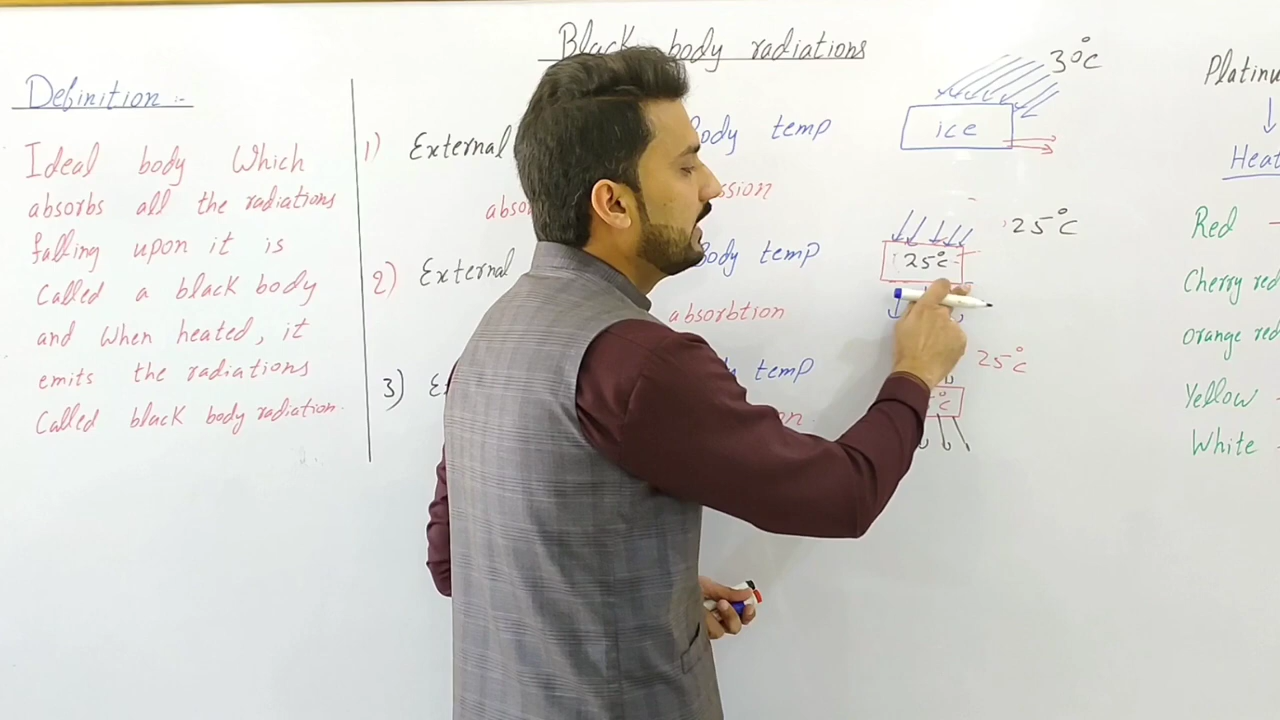 Black body radiations
Definition :-
Ideal body Which
absorbs all the radiations
falling upon it is
Called a black body
and When heated, it
emits the radiations
Called black body radiation.
1) External
body temp
2) External
Body temp
absorbtion
3)
temp
30°C
ice
25°C
25°C
25°C
°C
Heat
Red
Cherry red
Orange red
Yellow
White